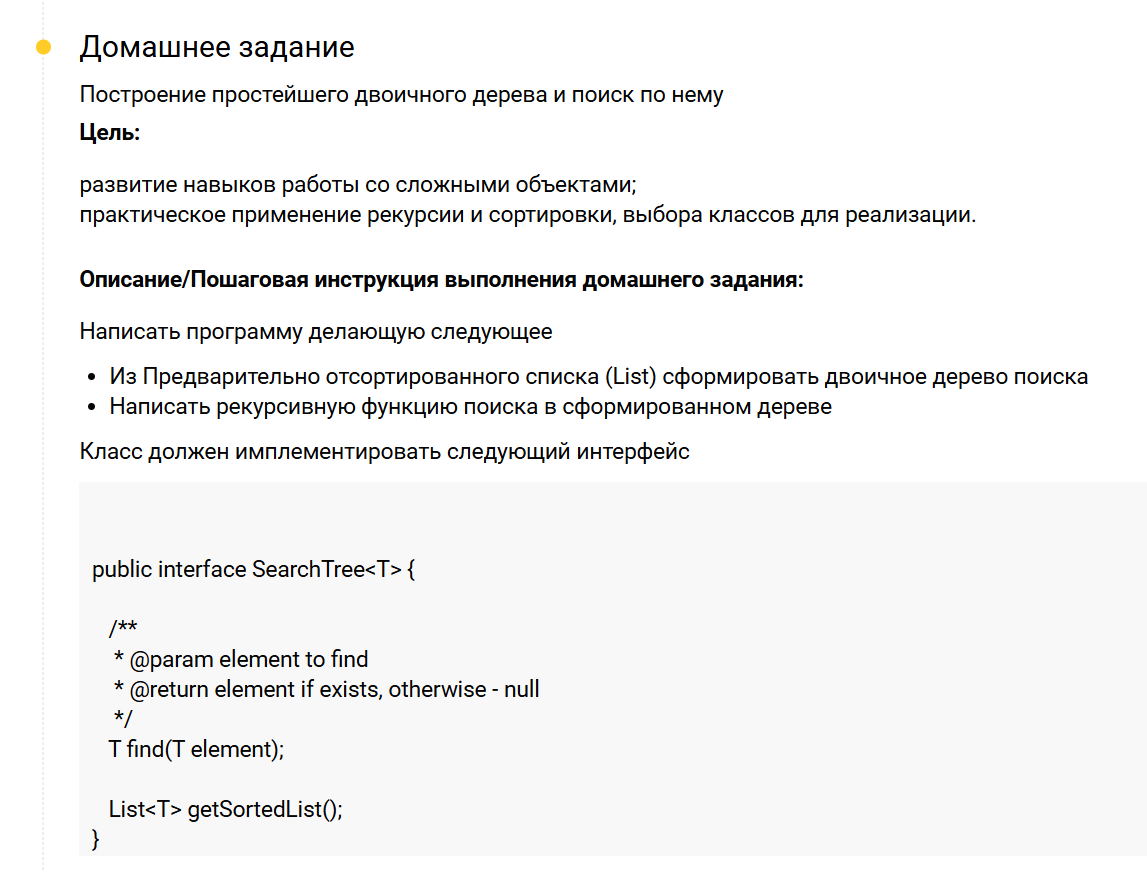 Домашнее задание
Построение простейшего двоичного дерева и поиск по нему
Цель:
развитие навыков работы со сложными объектами;
практическое применение рекурсии и сортировки, выбора классов для реализации.
Описание/Пошаговая инструкция выполнения домашнего задания:
Написать программу делающую следующее
• Из Предварительно отсортированного списка (List) сформировать двоичное дерево поиска
• Написать рекурсивную функцию поиска в сформированном дереве
Класс должен имплементировать следующий интерфейс
public interface SearchTree<T> {
/**
* @param element to find
* @return element if exists, otherwise - null
*/
T find(T element);
List<T> getSortedList();
}